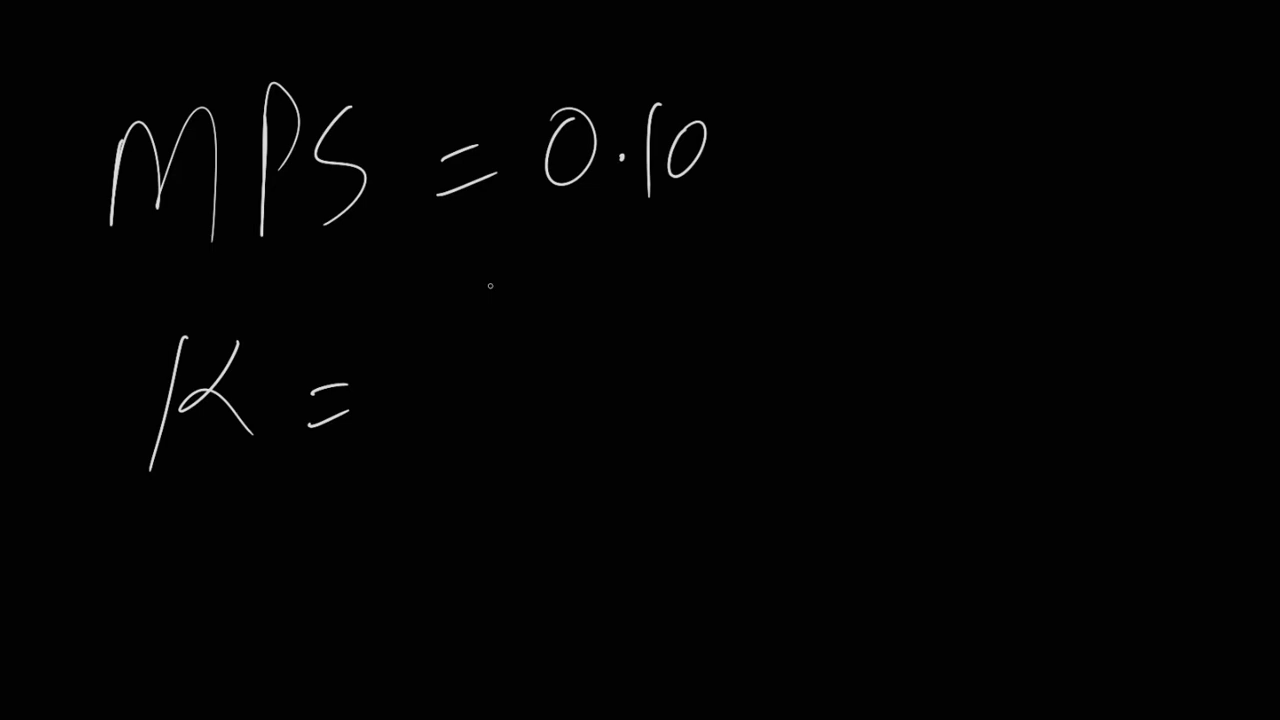 MPS = 0.10
K =